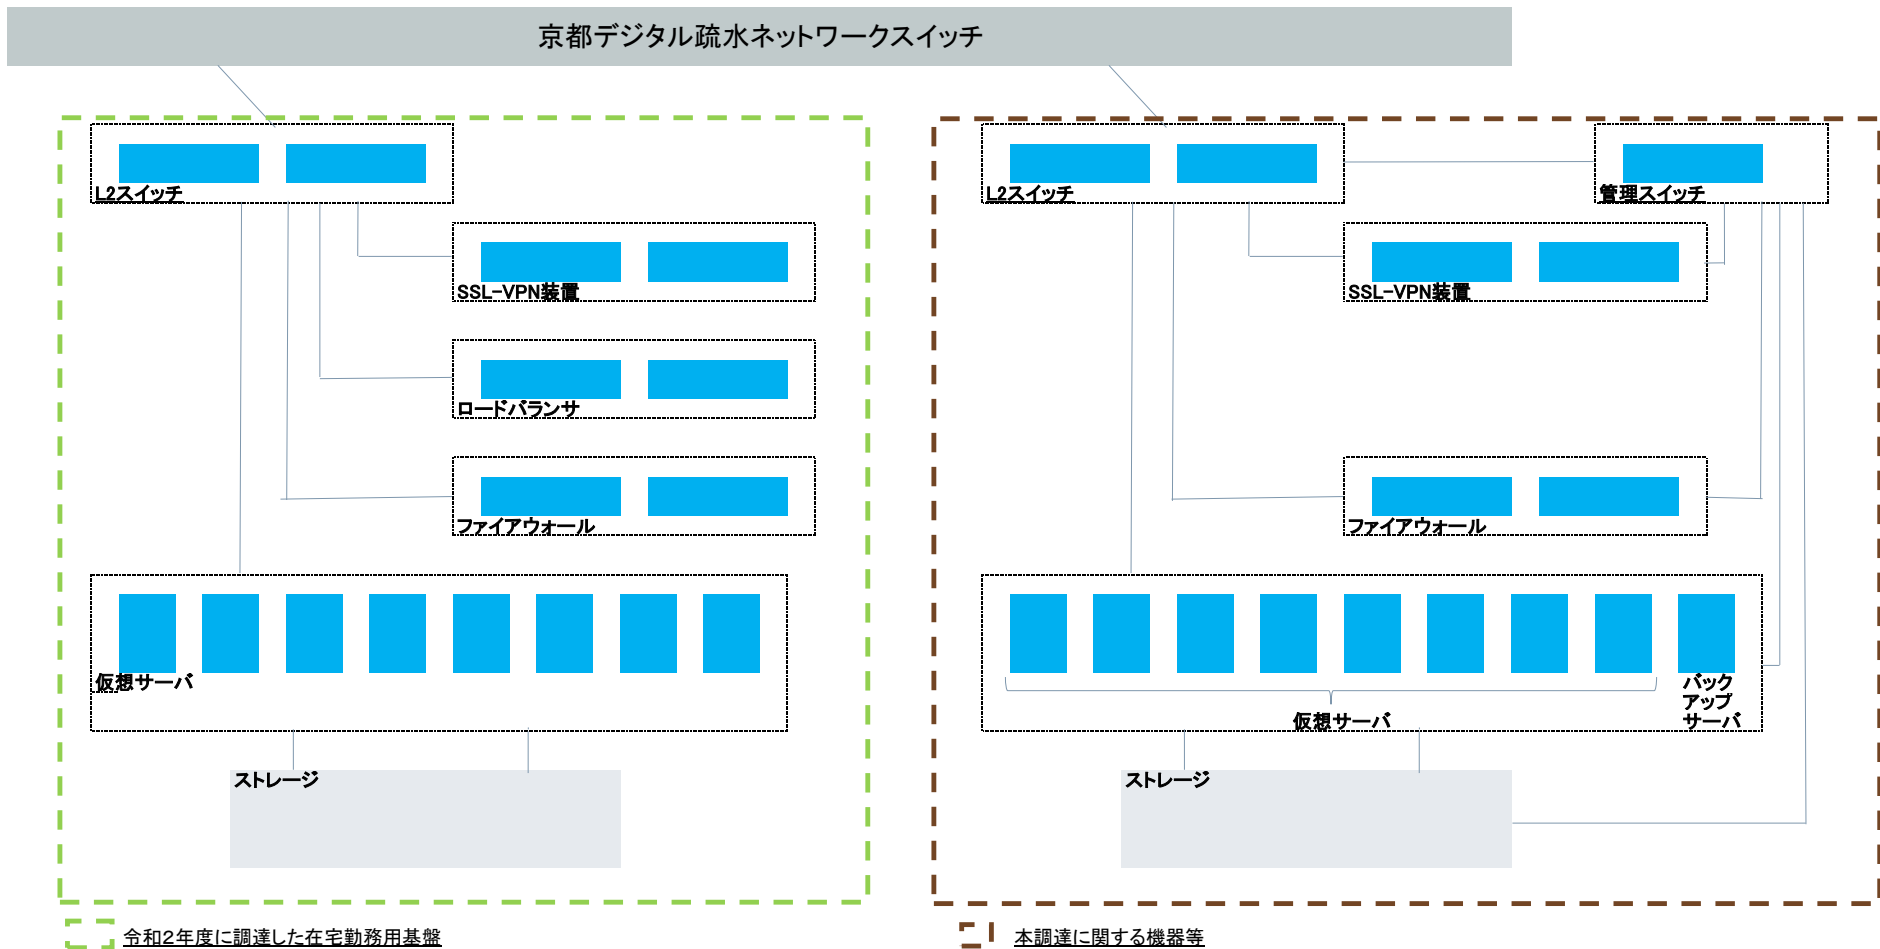 京都デジタル疏水ネットワークスイッチ
L2スイッチ
SSL-VPN装置
ロードバランサ
ファイアウォール
仮想サーバ
ストレージ
令和2年度に調達した在宅勤務用基盤
L2スイッチ
管理スイッチ
SSL-VPN装置
ファイアウォール
仮想サーバ
バック
アップ
サーバ
ストレージ
本調達に関する機器等